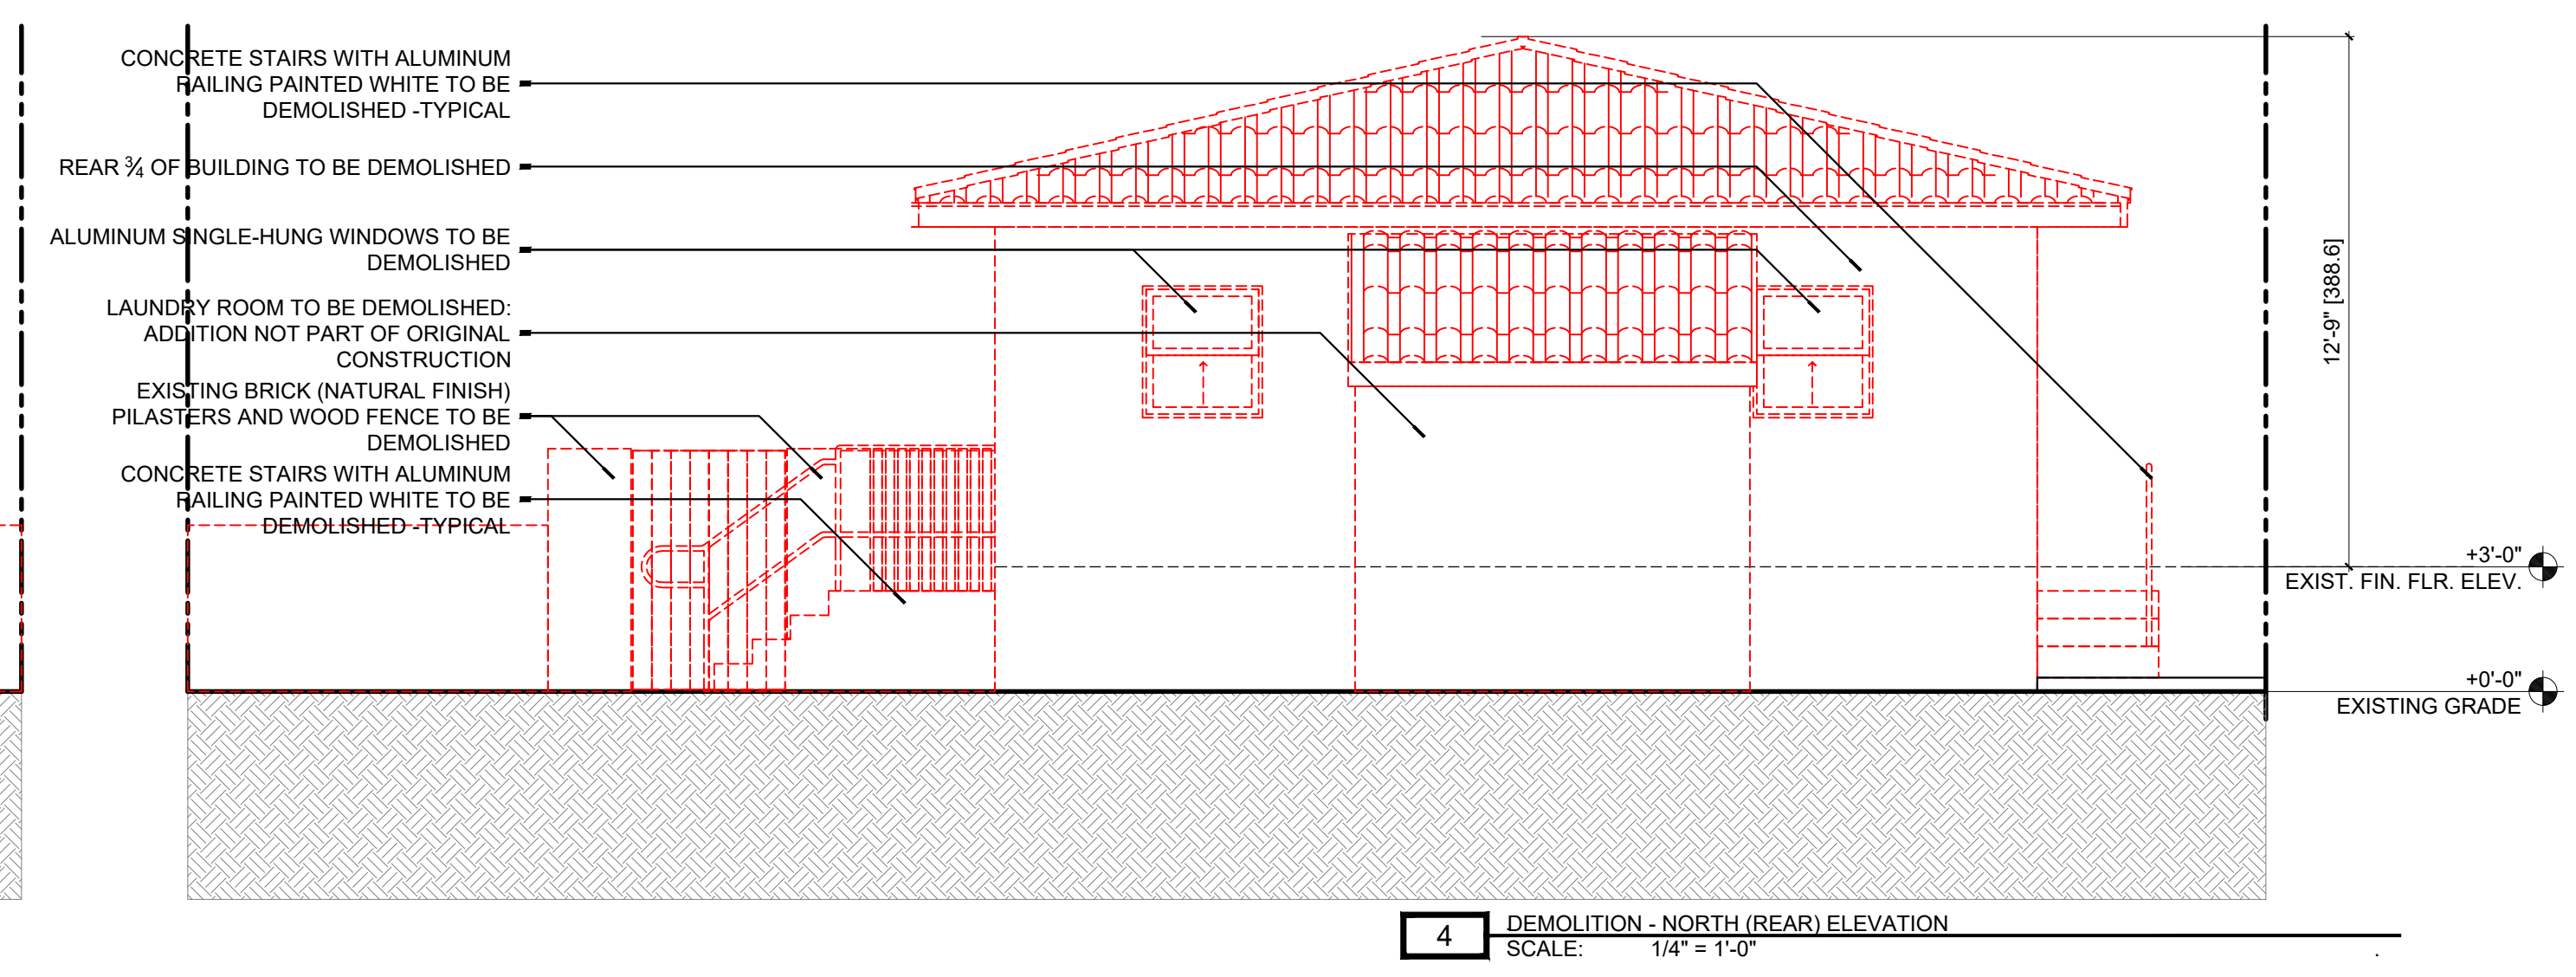 CONCRETE STAIRS WITH ALUMINUM
RAILING PAINTED WHITE TO BE
DEMOLISHED -TYPICAL
REAR ¾ OF BUILDING TO BE DEMOLISHED
ALUMINUM SINGLE-HUNG WINDOWS TO BE
DEMOLISHED
LAUNDRY ROOM TO BE DEMOLISHED:
ADDITION NOT PART OF ORIGINAL
CONSTRUCTION
EXISTING BRICK (NATURAL FINISH)
PILASTERS AND WOOD FENCE TO BE
DEMOLISHED
CONCRETE STAIRS WITH ALUMINUM
RAILING PAINTED WHITE TO BE
DEMOLISHED -TYPICAL
12'-9" [388.6]
+3'-0"
EXIST. FIN. FLR. ELEV.
+0'-0"
EXISTING GRADE
4
DEMOLITION - NORTH (REAR) ELEVATION
SCALE: 1/4" = 1'-0"